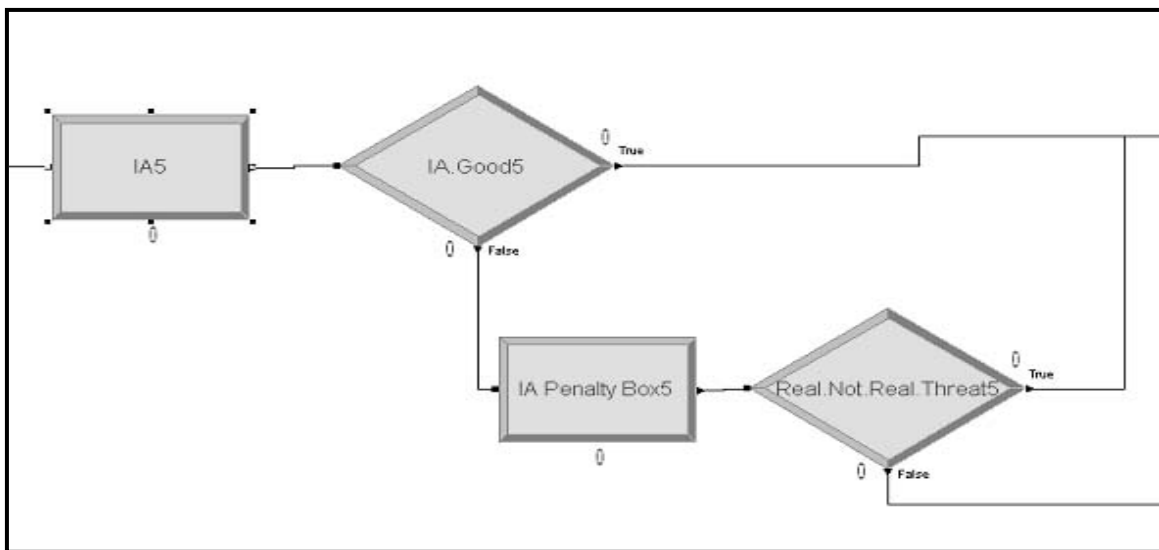 0
True
IA5
IA.Good5
0
0
False
0
True
IA Penalty Box5
Real.Not.Real.Threat5
0
0
False